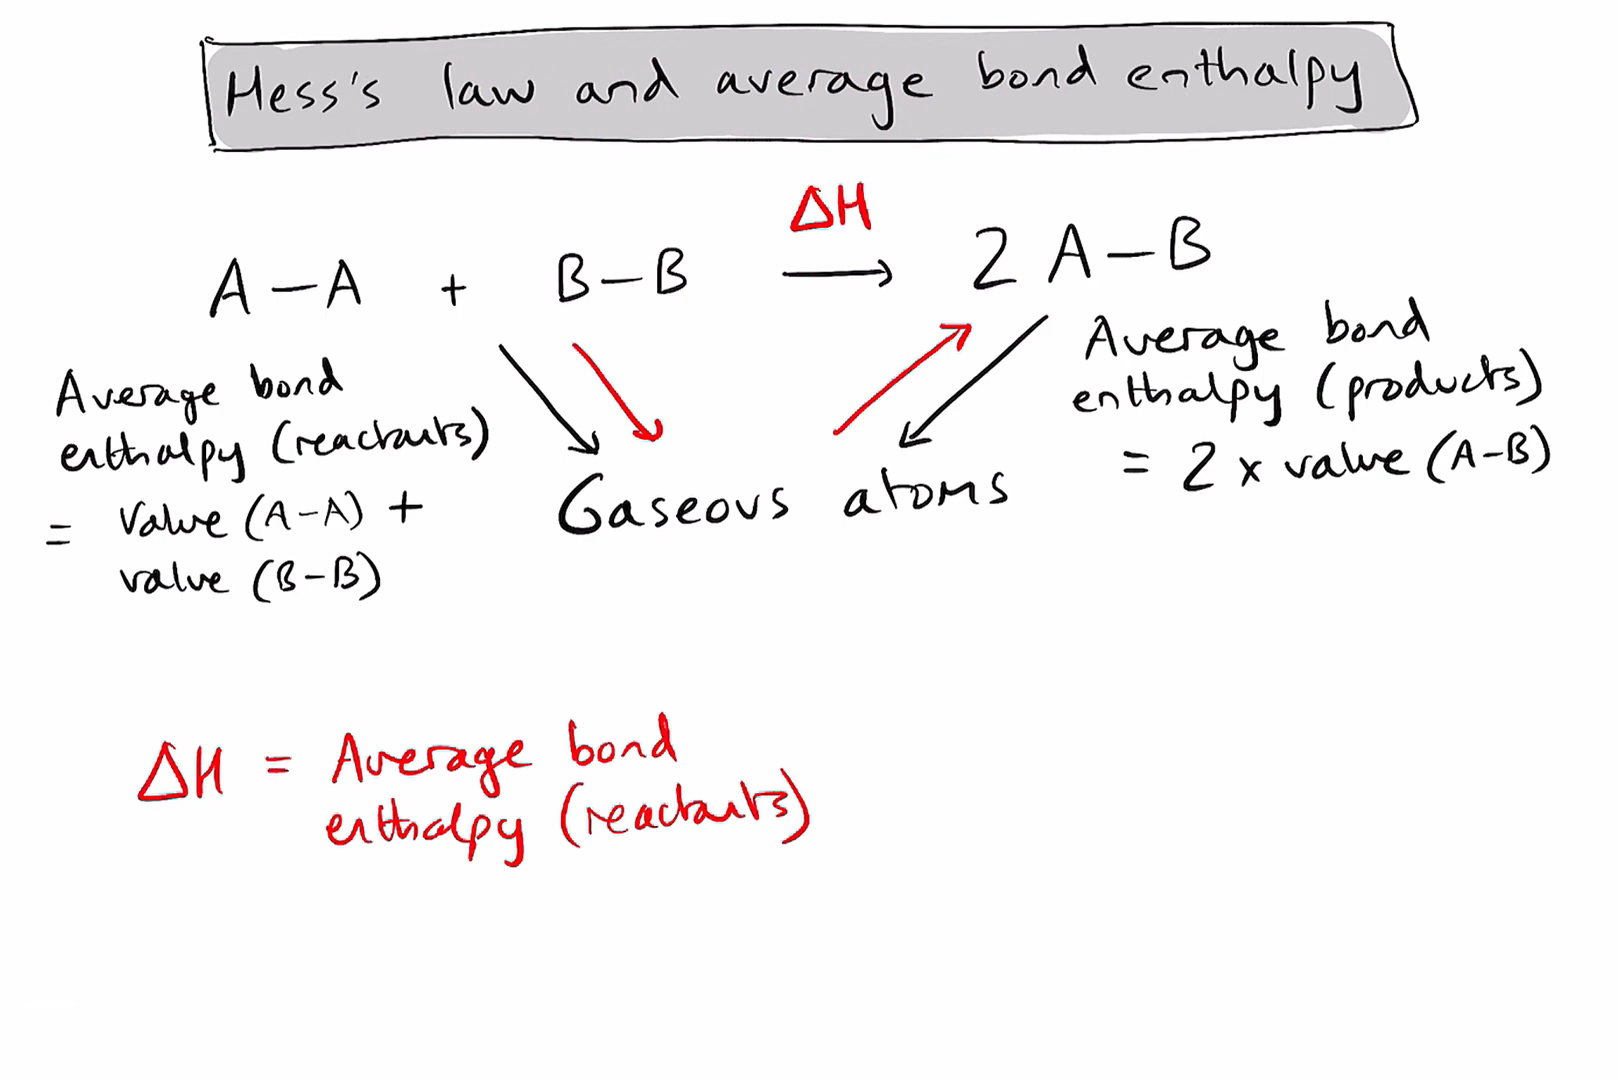 Hess's law and average bond enthalpy
ΔH
A–A + B–B → 2 A–B
Average bond
enthalpy (reactants)
= Value (A–A) +
value (B–B)
Gaseous atoms
Average bond
enthalpy (products)
= 2 x value (A–B)
ΔH = Average bond
enthalpy (reactants)